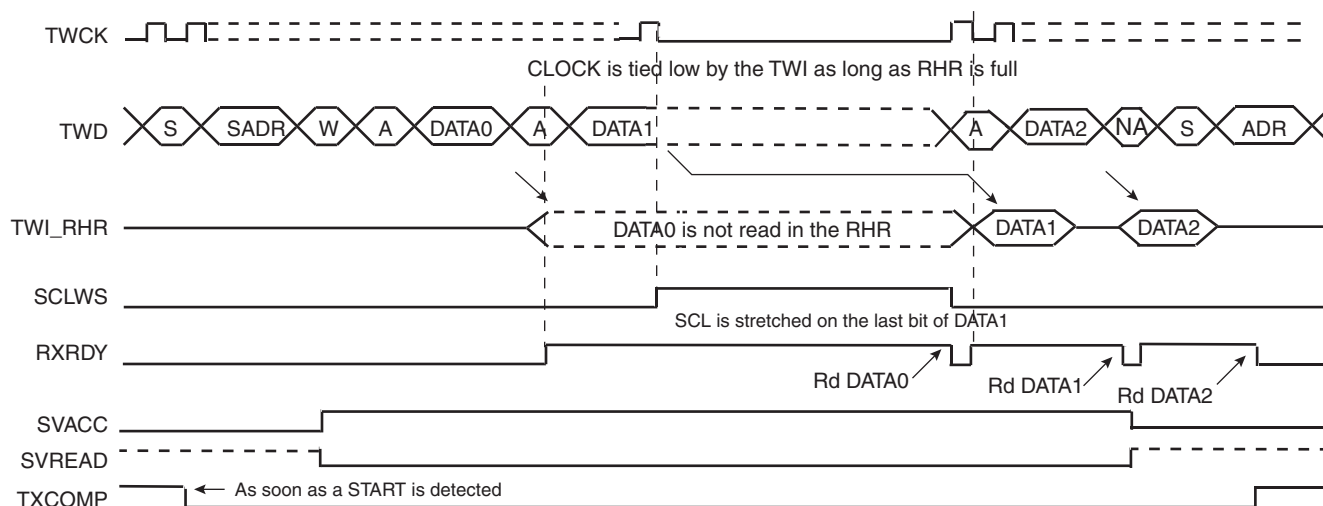 TWCK
CLOCK is tied low by the TWI as long as RHR is full
TWD S SADR W A DATA0 A DATA1 A DATA2 NA S ADR
TWI_RHR DATA0 is not read in the RHR DATA1 DATA2
SCLWS
SCL is stretched on the last bit of DATA1
RXRDY
Rd DATA0 Rd DATA1 Rd DATA2
SVACC
SVREAD
TXCOMP As soon as a START is detected